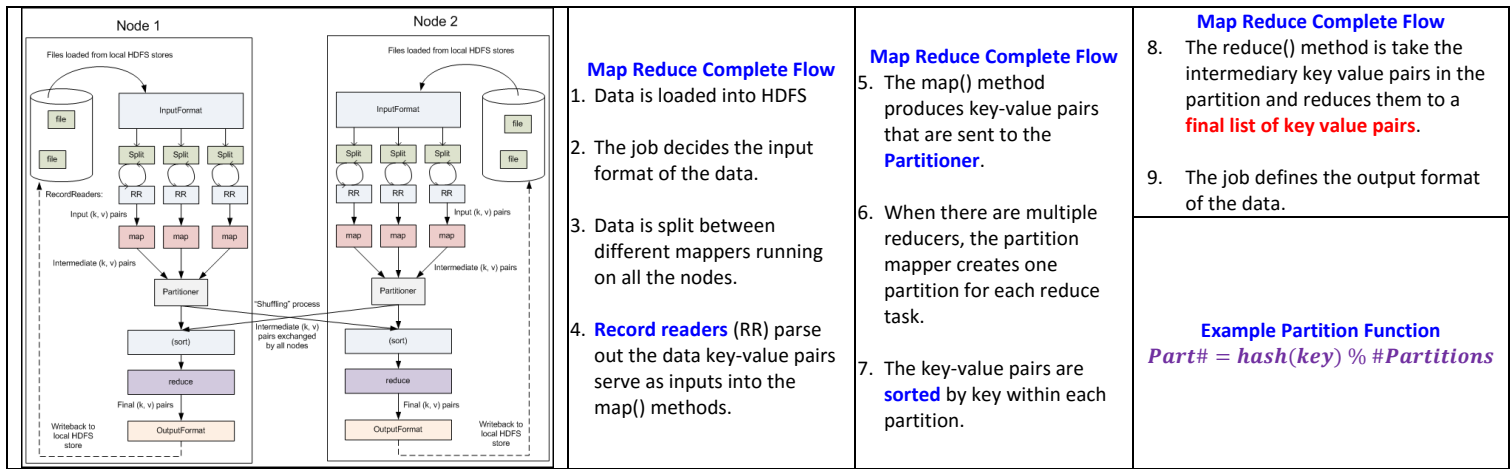 Node 1
Files loaded from local HDFS stores
InputFormat
file
file
Split
Split
Split
RecordReaders:
RR
RR
RR
Input (k, v) pairs
map
map
map
Intermediate (k, v) pairs
Partitioner
"Shuffling" process
Intermediate (k, v)
pairs exchanged
by all nodes
(sort)
reduce
Final (k, v) pairs
Writeback to
local HDFS
store
OutputFormat
Node 2
Files loaded from local HDFS stores
InputFormat
file
file
Split
Split
Split
RR
RR
RR
Input (k, v) pairs
map
map
map
Intermediate (k, v) pairs
Partitioner
(sort)
reduce
Final (k, v) pairs
Writeback to
local HDFS
store
OutputFormat
Map Reduce Complete Flow
1. Data is loaded into HDFS
2. The job decides the input
format of the data.
3. Data is split between
different mappers running
on all the nodes.
4. Record readers (RR) parse
out the data key-value pairs
serve as inputs into the
map() methods.
Map Reduce Complete Flow
5. The map() method
produces key-value pairs
that are sent to the
Partitioner.
6. When there are multiple
reducers, the partition
mapper creates one
partition for each reduce
task.
7. The key-value pairs are
sorted by key within each
partition.
Map Reduce Complete Flow
8. The reduce() method is take the
intermediary key value pairs in the
partition and reduces them to a
final list of key value pairs.
9. The job defines the output format
of the data.
Example Partition Function
Part# = hash(key) % #Partitions